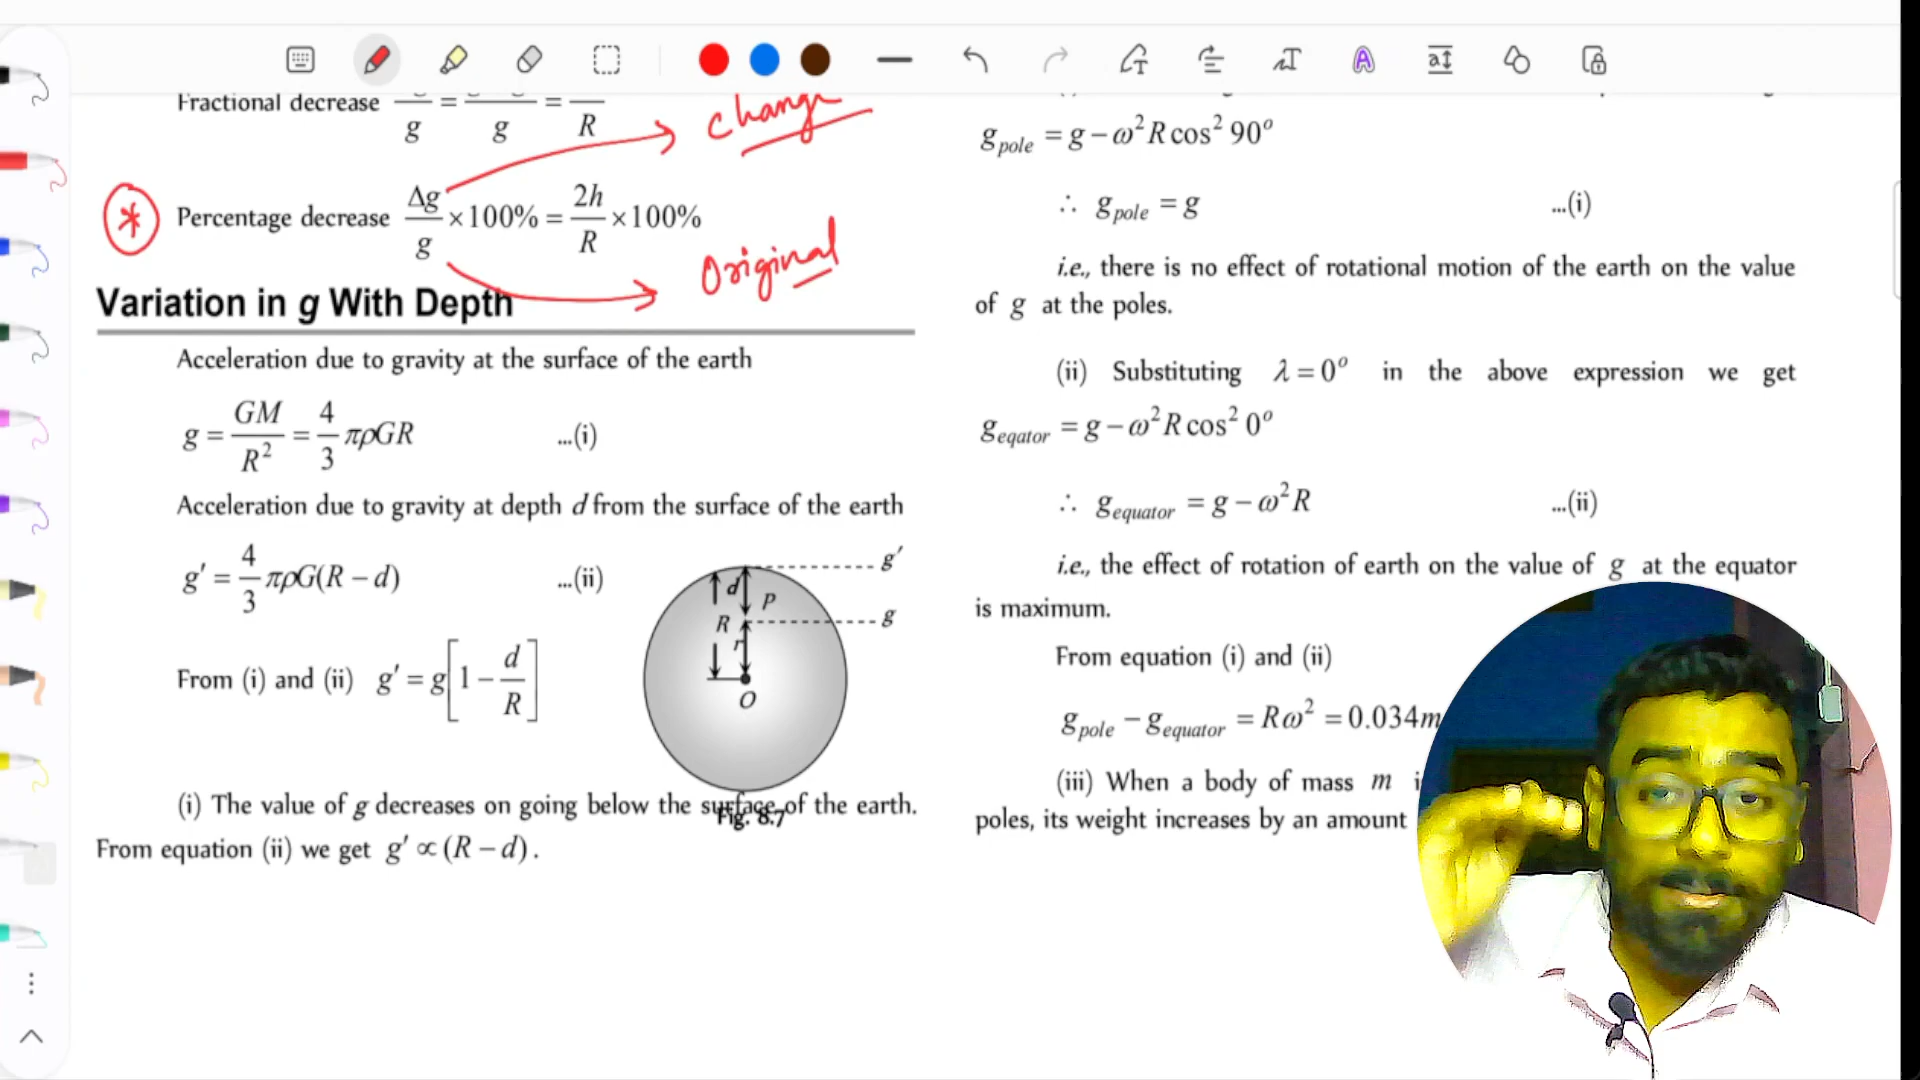 Fractional decrease g = g = R
change
Percentage decrease Δg/g ×100% = 2h/R ×100%
Original
Variation in g With Depth
Acceleration due to gravity at the surface of the earth
g = GM/R² = 4/3 πρGR ...(i)
Acceleration due to gravity at depth d from the surface of the earth
g′ = 4/3 πρG(R − d) ...(ii)
g′
d
P
R
g
r
O
From (i) and (ii) g′ = g[1 − d/R]
Fig. 8.7
(i) The value of g decreases on going below the surface of the earth.
From equation (ii) we get g′ ∝ (R − d).
g_pole = g − ω²R cos² 90°
∴ g_pole = g ...(i)
i.e., there is no effect of rotational motion of the earth on the value
of g at the poles.
(ii) Substituting λ = 0° in the above expression we get
g_eqator = g − ω²R cos² 0°
∴ g_equator = g − ω²R ...(ii)
i.e., the effect of rotation of earth on the value of g at the equator
is maximum.
From equation (i) and (ii)
g_pole − g_equator = Rω² = 0.034m
(iii) When a body of mass m
poles, its weight increases by an amount